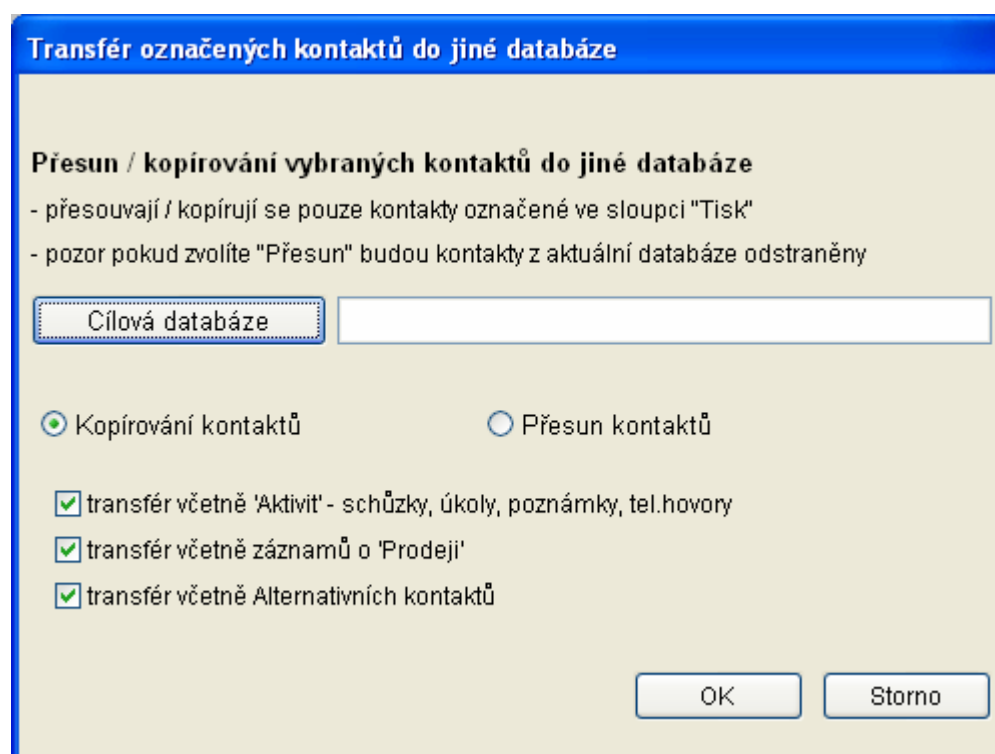 Transfér označených kontaktů do jiné databáze
Přesun / kopírování vybraných kontaktů do jiné databáze
- přesouvají / kopírují se pouze kontakty označené ve sloupci "Tisk"
- pozor pokud zvolíte "Přesun" budou kontakty z aktuální databáze odstraněny
Cílová databáze
Kopírování kontaktů
Přesun kontaktů
transfér včetně 'Aktivit' - schůzky, úkoly, poznámky, tel.hovory
transfér včetně záznamů o 'Prodeji'
transfér včetně Alternativních kontaktů
OK
Storno